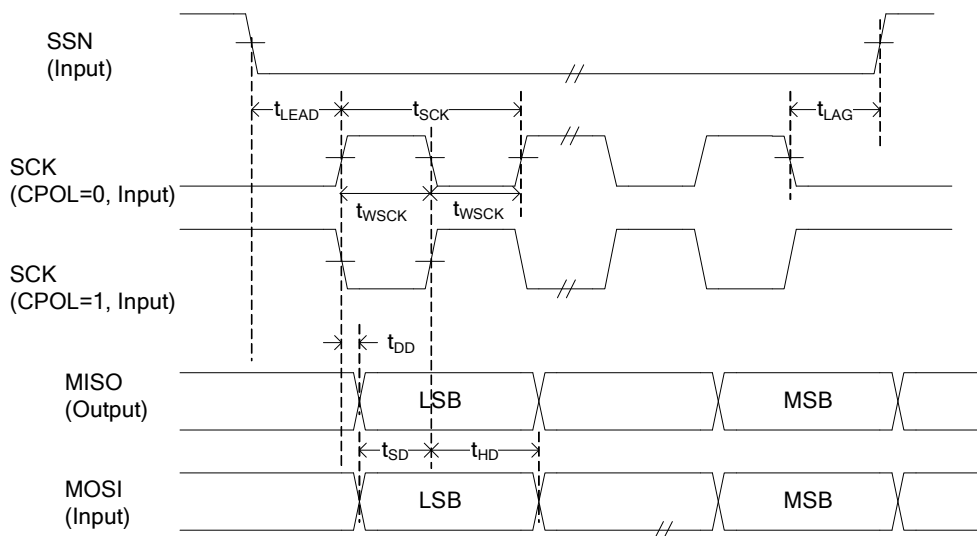 SSN
(Input)
tLEAD
tSCK
tLAG
SCK
(CPOL=0, Input)
tWSCK
tWSCK
SCK
(CPOL=1, Input)
tDD
MISO
(Output)
LSB
MSB
tSD
tHD
MOSI
(Input)
LSB
MSB